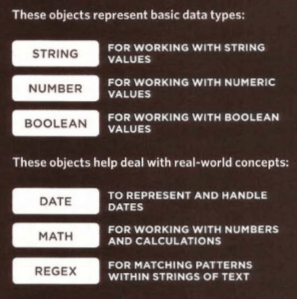 These objects represent basic data types:
STRING
FOR WORKING WITH STRING
VALUES
NUMBER
FOR WORKING WITH NUMERIC
VALUES
BOOLEAN
FOR WORKING WITH BOOLEAN
VALUES
These objects help deal with real-world concepts:
DATE
TO REPRESENT AND HANDLE
DATES
MATH
FOR WORKING WITH NUMBERS
AND CALCULATIONS
REGEX
FOR MATCHING PATTERNS
WITHIN STRINGS OF TEXT